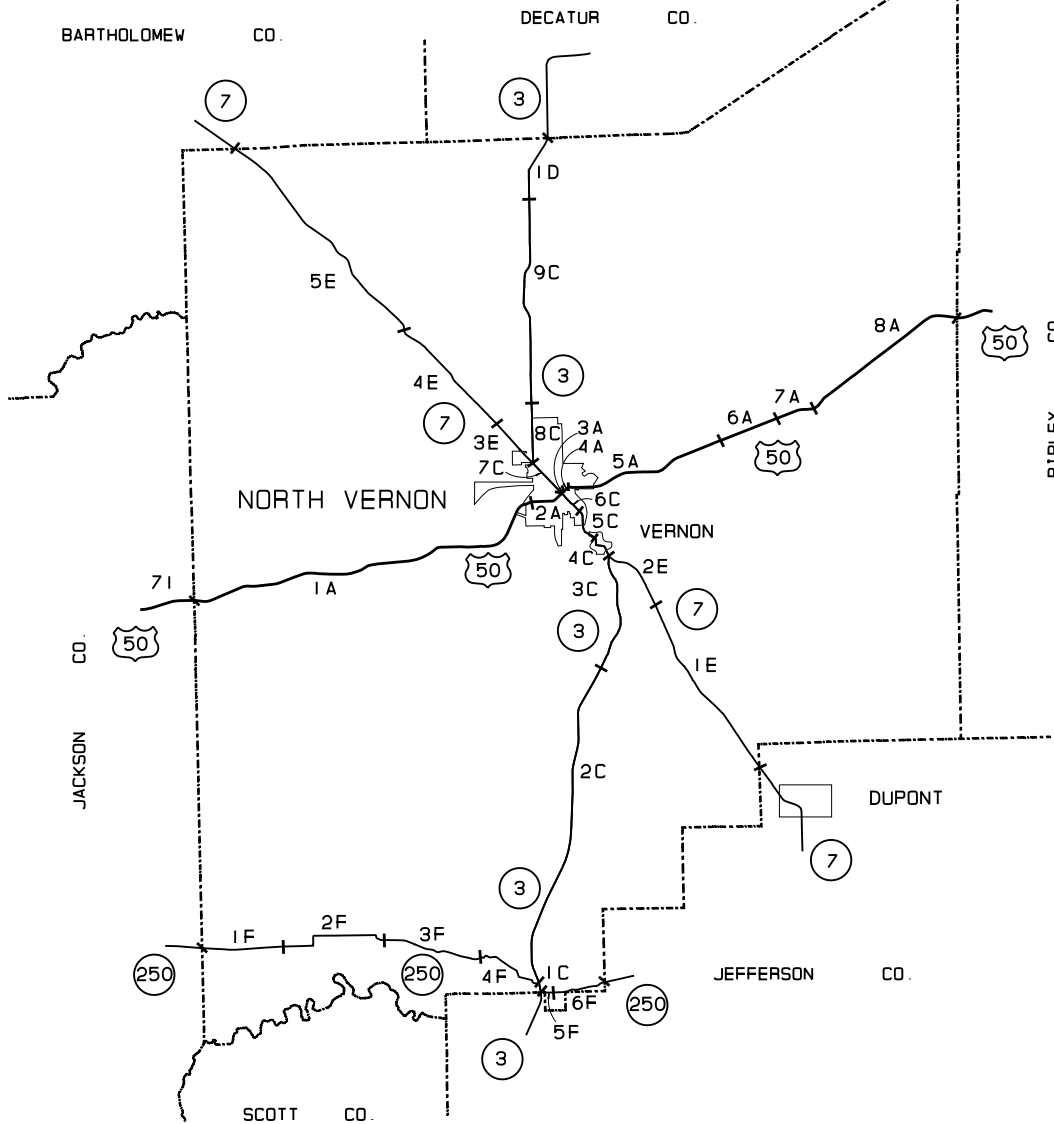 DECATUR CO.
BARTHOLOMEW CO.
7
3
1D
9C
5E
8A
50
CO
3
4E
7A
6A
7
3A
8C
3E
4A
50
5A
7C
NORTH VERNON
6C
2A
5C
VERNON
4C
2E
50
71
1A
3C
7
3
50
CO.
JACKSON
1E
2C
DUPONT
7
3
2F
1F
3F
250
250
4F
1C
JEFFERSON CO.
6F
250
5F
3
SCOTT CO.